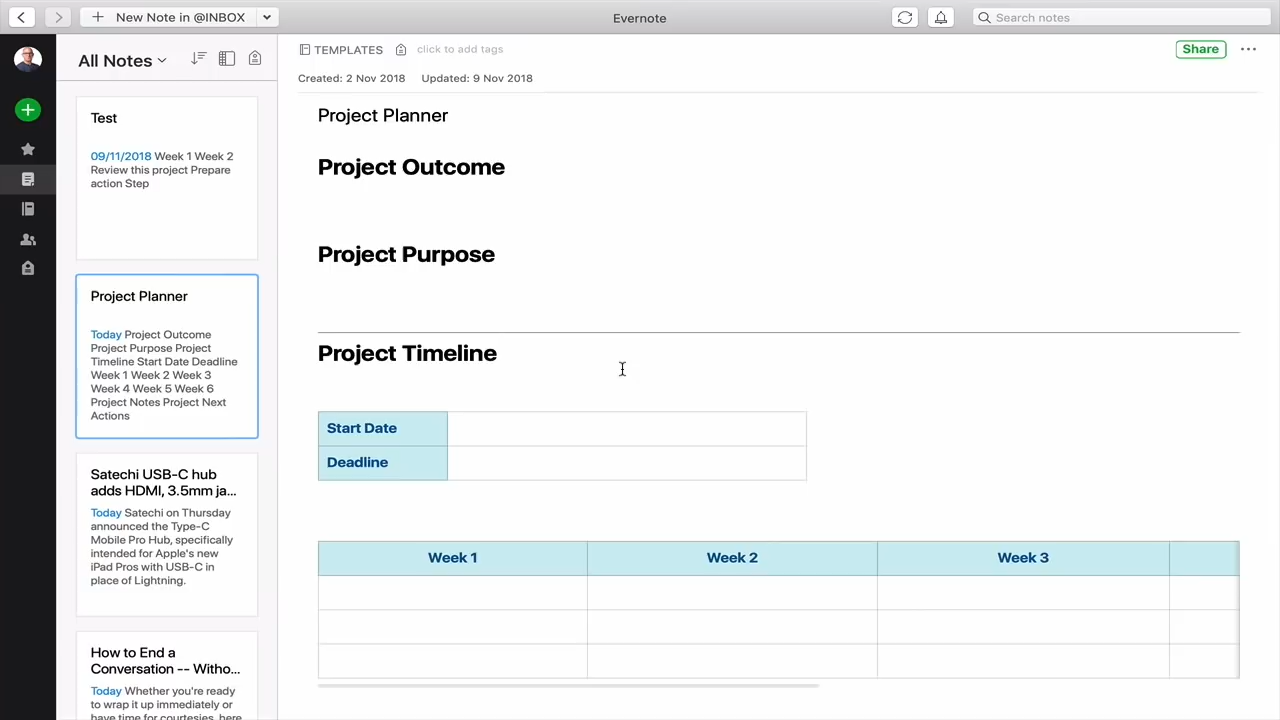 New Note in @INBOX
Evernote
Search notes
All Notes
TEMPLATES
click to add tags
Share
Created: 2 Nov 2018
Updated: 9 Nov 2018
Test
09/11/2018 Week 1 Week 2
Review this project Prepare
action Step
Project Planner
Today Project Outcome
Project Purpose Project
Timeline Start Date Deadline
Week 1 Week 2 Week 3
Week 4 Week 5 Week 6
Project Notes Project Next
Actions
Satechi USB-C hub
adds HDMI, 3.5mm ja...
Today Satechi on Thursday
announced the Type-C
Mobile Pro Hub, specifically
intended for Apple's new
iPad Pros with USB-C in
place of Lightning.
How to End a
Conversation -- Witho...
Today Whether you're ready
to wrap it up immediately or
have time for courtesies, here
Project Planner
Project Outcome
Project Purpose
Project Timeline
Start Date
Deadline
Week 1
Week 2
Week 3